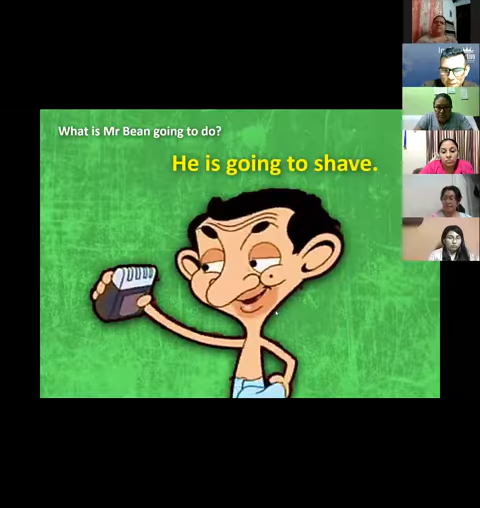 What is Mr Bean going to do?
He is going to shave.